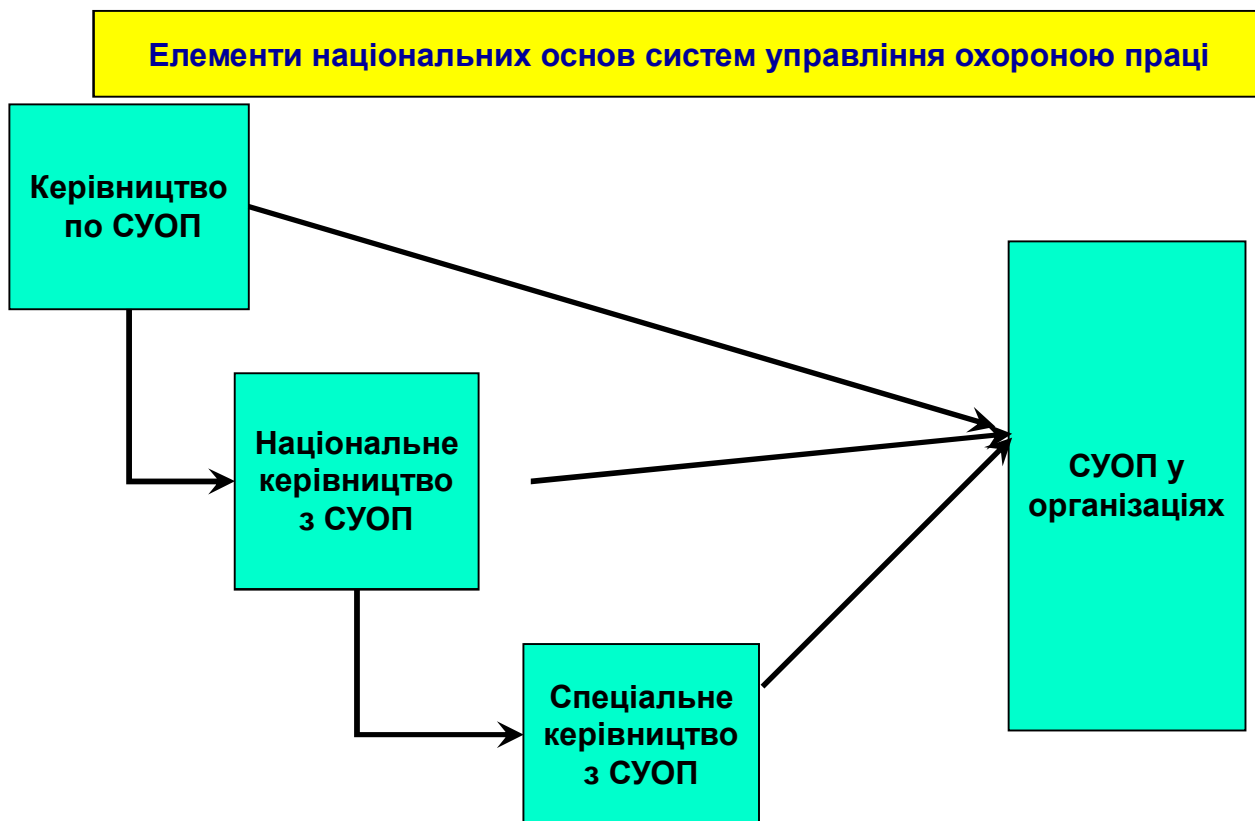 Елементи національних основ систем управління охороною праці
Керівництво
по СУОП
Національне
керівництво
з СУОП
СУОП у
організаціях
Спеціальне
керівництво
з СУОП